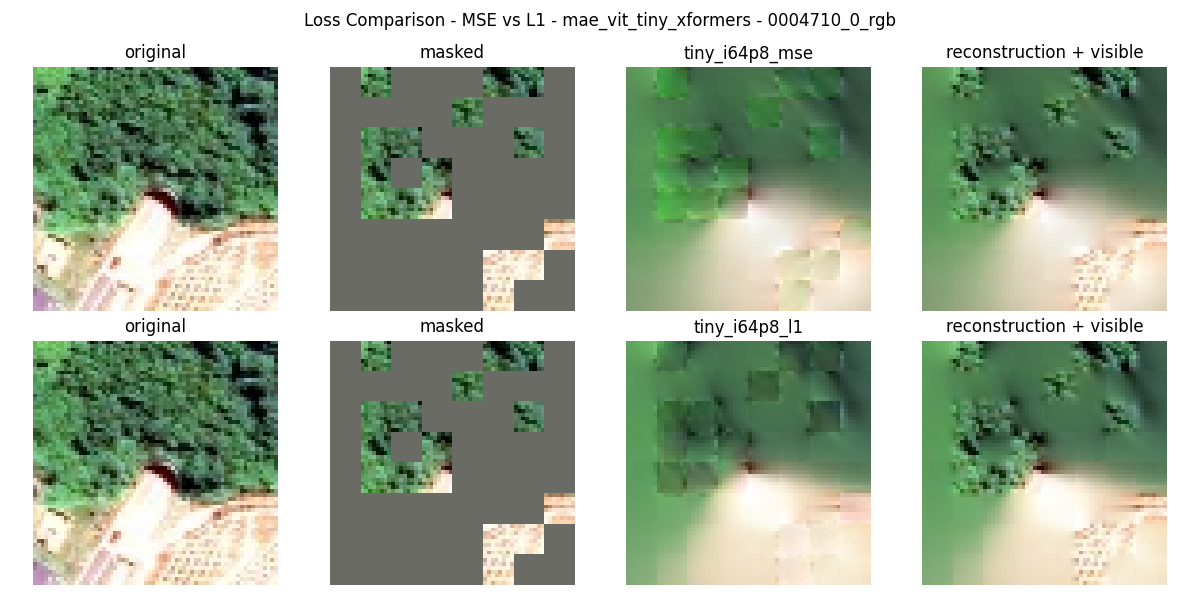 Loss Comparison - MSE vs L1 - mae_vit_tiny_xformers - 0004710_0_rgb
original masked tiny_i64p8_mse reconstruction + visible
original masked tiny_i64p8_l1 reconstruction + visible